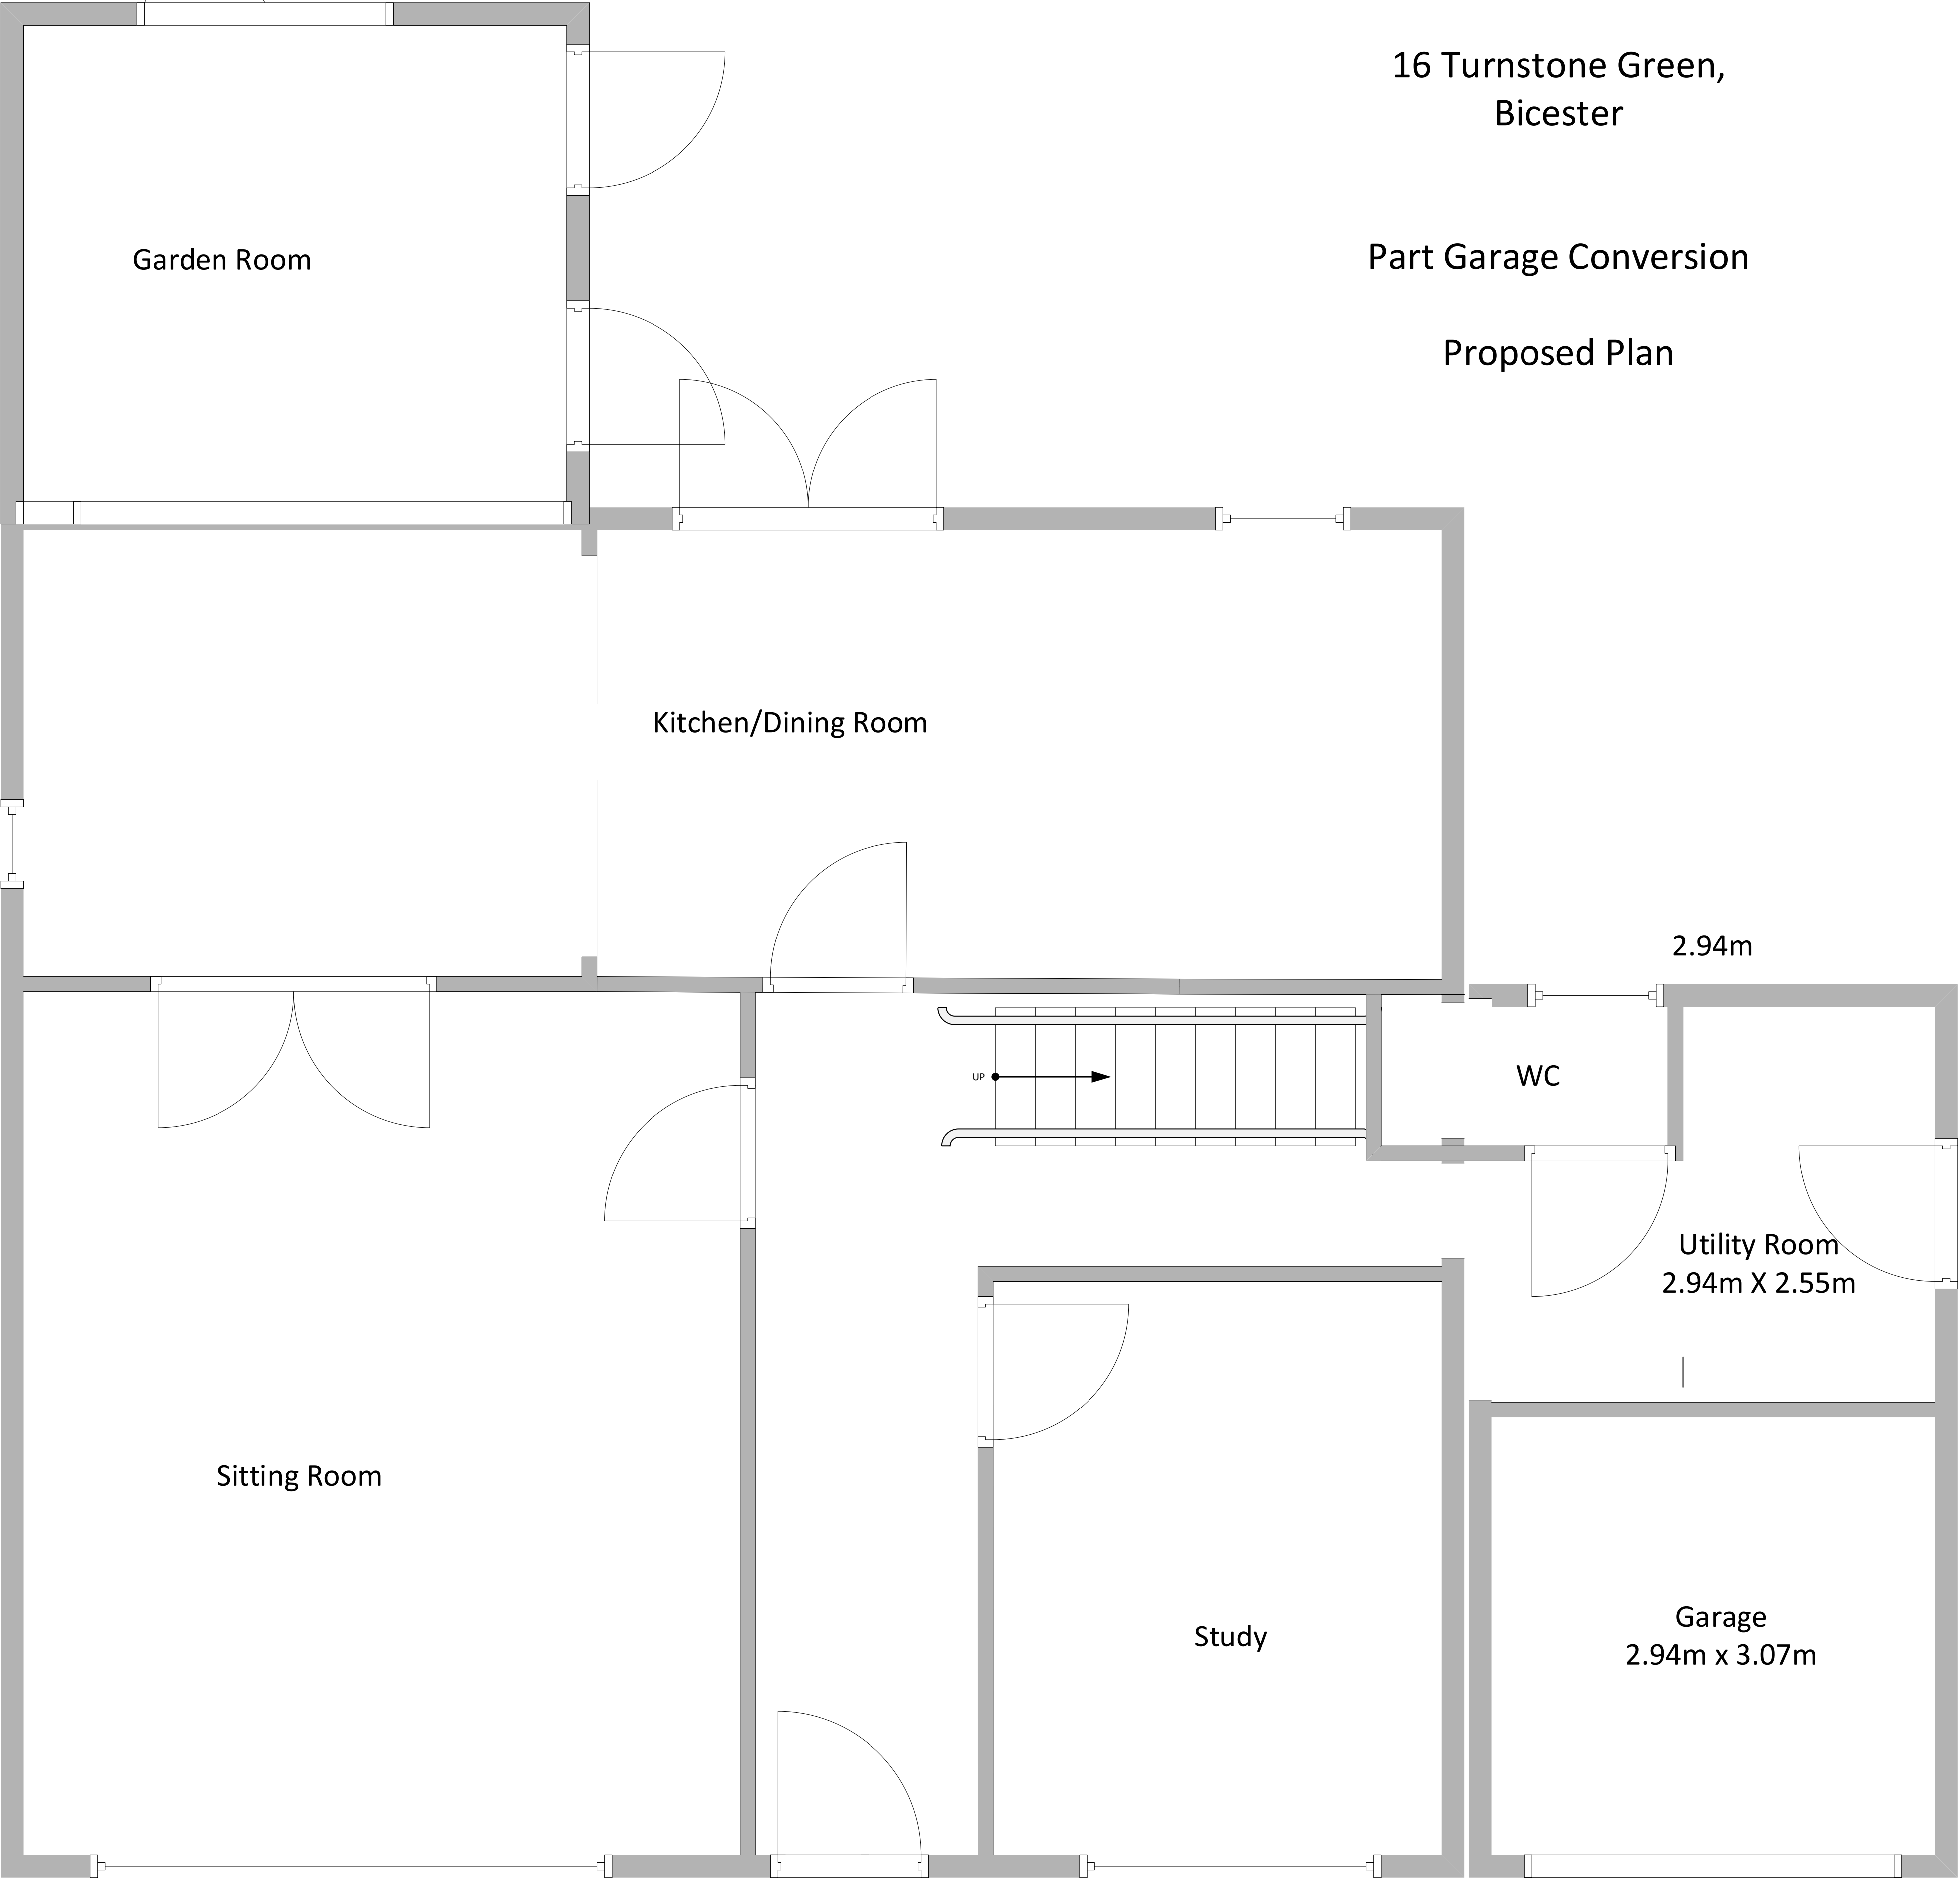 16 Turnstone Green,
Bicester
Part Garage Conversion
Proposed Plan
Garden Room
Kitchen/Dining Room
2.94m
UP
WC
Utility Room
2.94m X 2.55m
Sitting Room
Study
Garage
2.94m x 3.07m